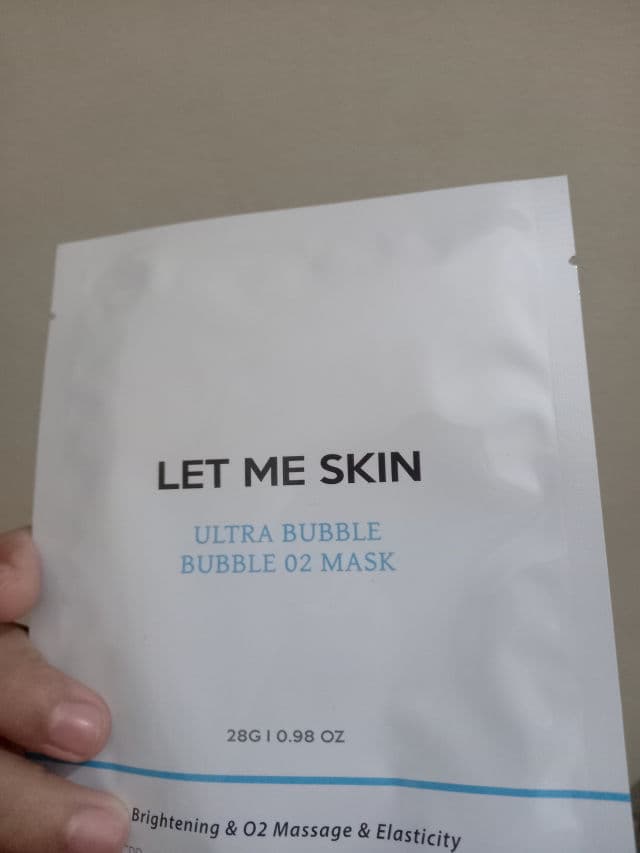 LET ME SKIN
ULTRA BUBBLE
BUBBLE 02 MASK
28G I 0.98 OZ
Brightening & O2 Massage & Elasticity